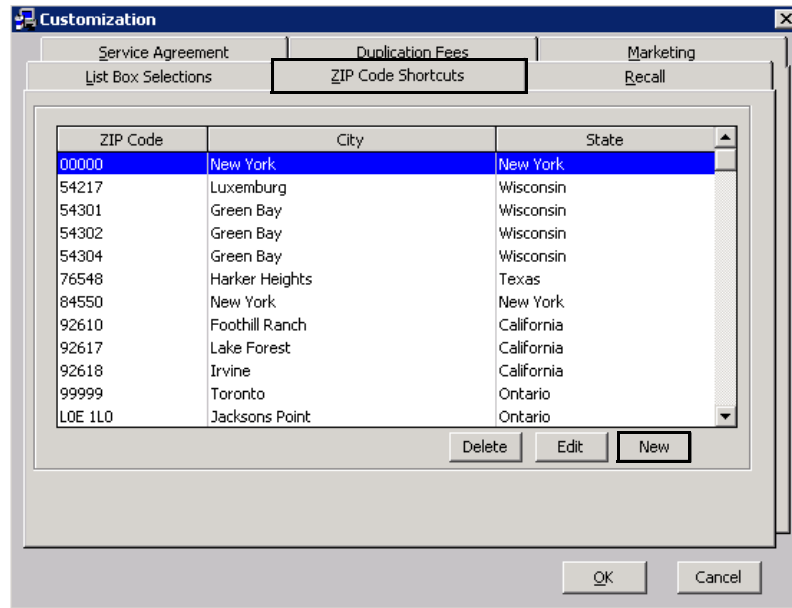 Customization
Service Agreement Duplication Fees Marketing
List Box Selections ZIP Code Shortcuts Recall
ZIP Code City State
00000 New York New York
54217 Luxemburg Wisconsin
54301 Green Bay Wisconsin
54302 Green Bay Wisconsin
54304 Green Bay Wisconsin
76548 Harker Heights Texas
84550 New York New York
92610 Foothill Ranch California
92617 Lake Forest California
92618 Irvine California
99999 Toronto Ontario
L0E 1L0 Jacksons Point Ontario
Delete Edit New
OK Cancel